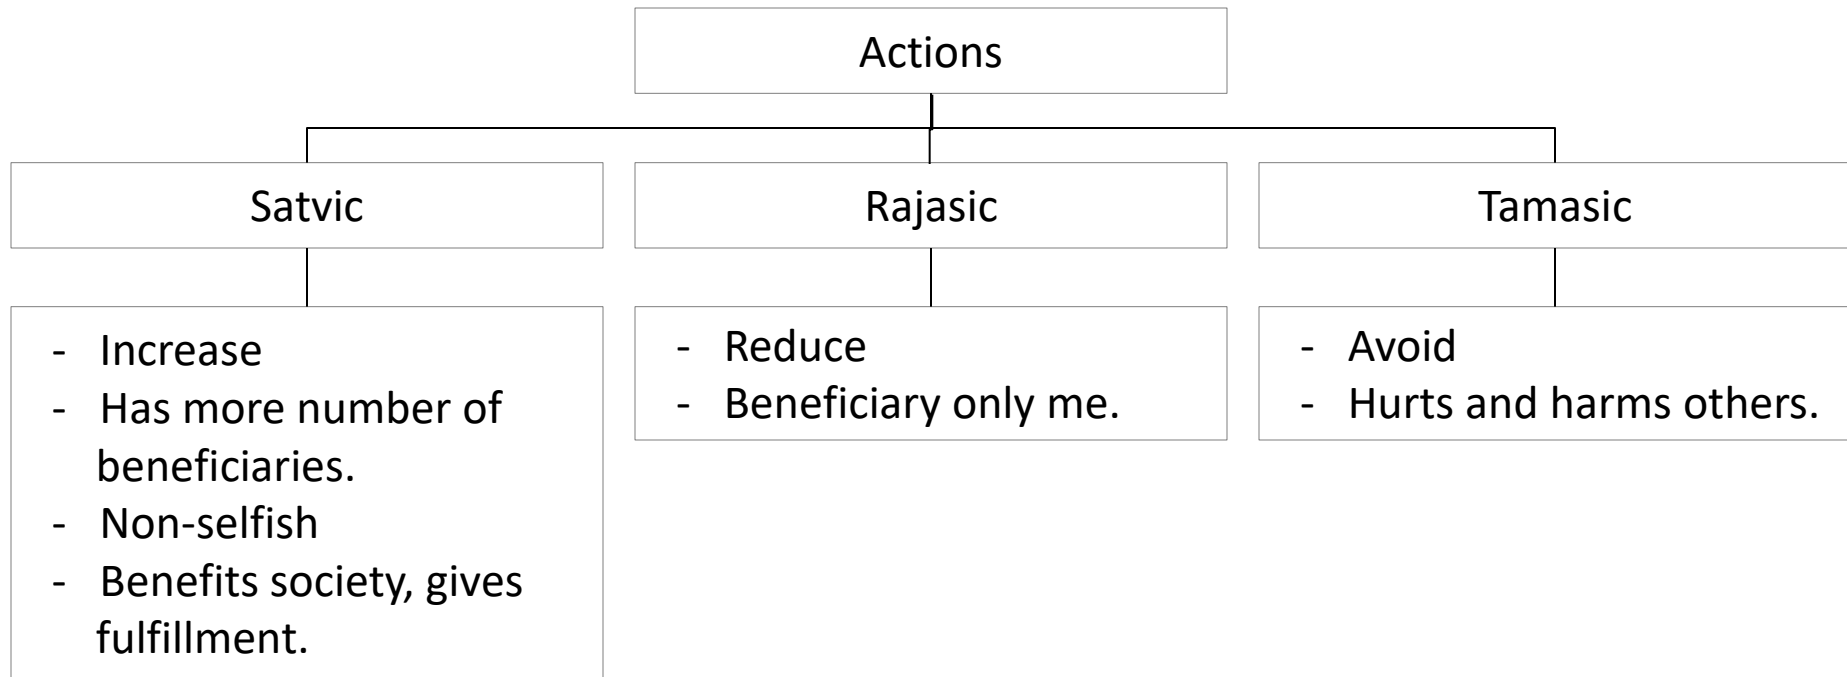 Actions
Satvic
Rajasic
Tamasic
- Increase
- Has more number of
beneficiaries.
- Non-selfish
- Benefits society, gives
fulfillment.
- Reduce
- Beneficiary only me.
- Avoid
- Hurts and harms others.